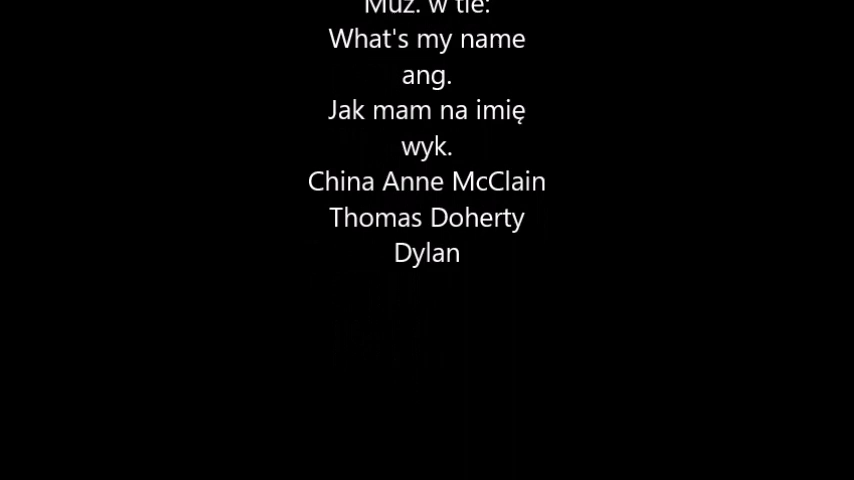 Muz. w tle:
What's my name
ang.
Jak mam na imię
wyk.
China Anne McClain
Thomas Doherty
Dylan